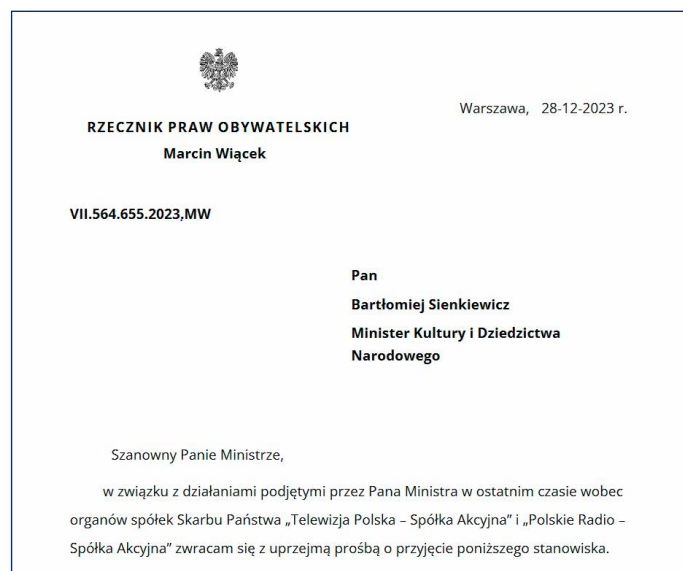 Warszawa, 28-12-2023 r.
RZECZNIK PRAW OBYWATELSKICH
Marcin Wiącek
VII.564.655.2023,MW
Pan
Bartłomiej Sienkiewicz
Minister Kultury i Dziedzictwa
Narodowego
Szanowny Panie Ministrze,
w związku z działaniami podjętymi przez Pana Ministra w ostatnim czasie wobec
organów spółek Skarbu Państwa „Telewizja Polska – Spółka Akcyjna” i „Polskie Radio –
Spółka Akcyjna” zwracam się z uprzejmą prośbą o przyjęcie poniższego stanowiska.